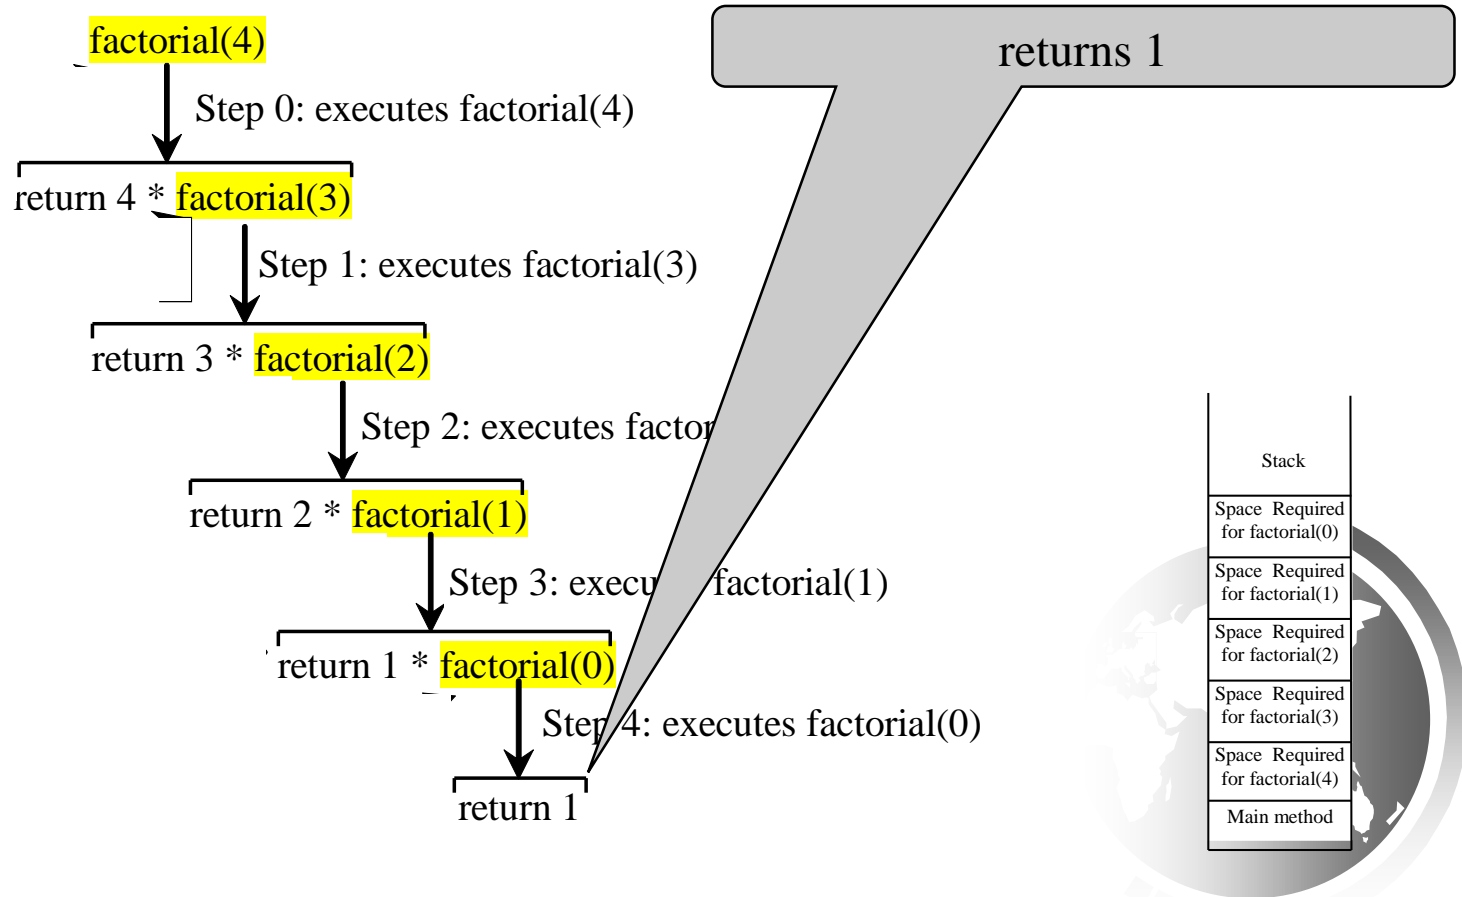 factorial(4)
returns 1
Step 0: executes factorial(4)
return 4 * factorial(3)
Step 1: executes factorial(3)
return 3 * factorial(2)
Step 2: executes factor
return 2 * factorial(1)
Step 3: execu factorial(1)
return 1 * factorial(0)
Step 4: executes factorial(0)
return 1
Stack
Space Required
for factorial(0)
Space Required
for factorial(1)
Space Required
for factorial(2)
Space Required
for factorial(3)
Space Required
for factorial(4)
Main method